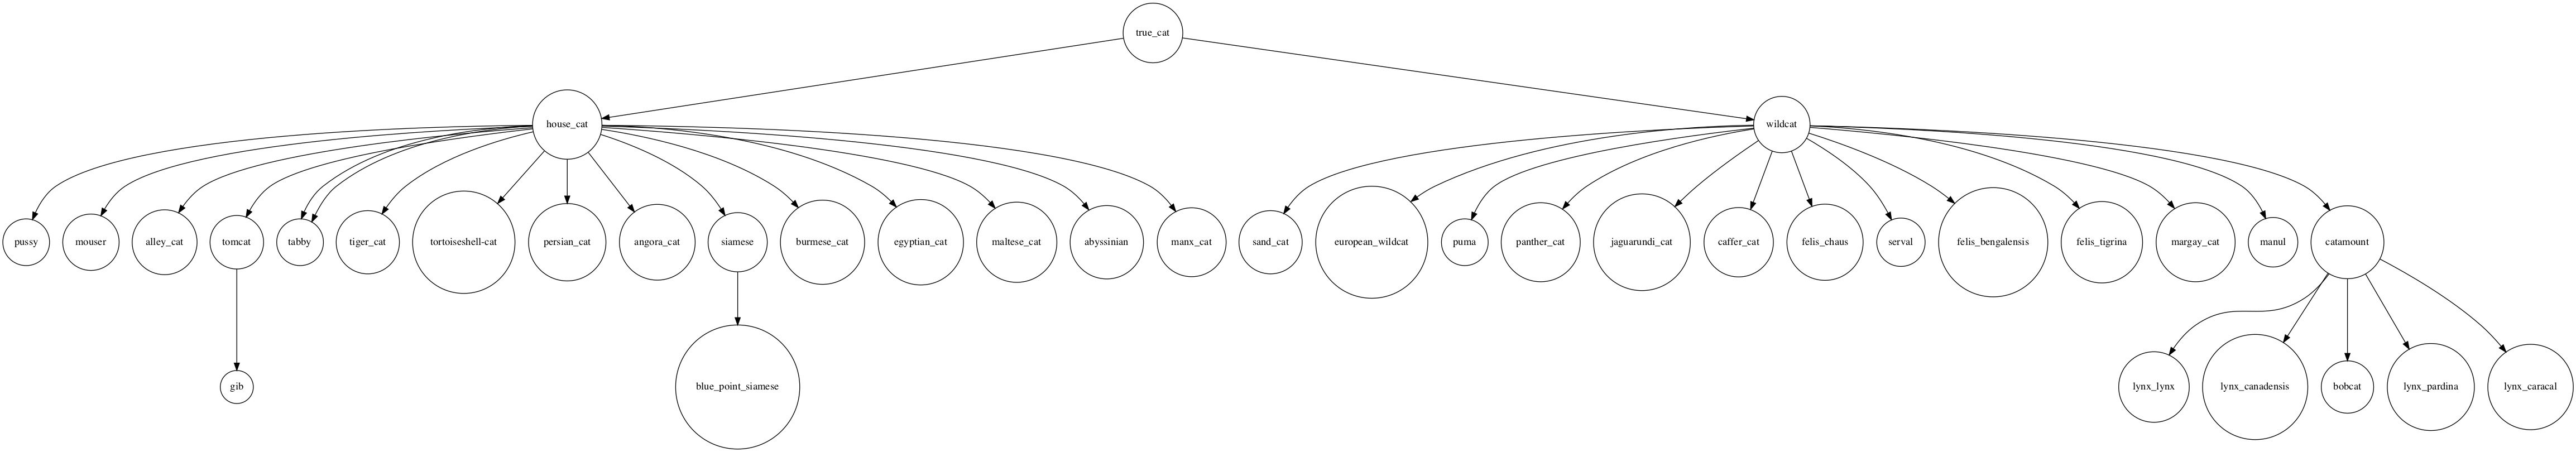 true_cat
house_cat
wildcat
pussy
mouser
alley_cat
tomcat
tabby
tiger_cat
tortoiseshell-cat
persian_cat
angora_cat
siamese
burmese_cat
egyptian_cat
maltese_cat
abyssinian
manx_cat
sand_cat
european_wildcat
puma
panther_cat
jaguarundi_cat
caffer_cat
felis_chaus
serval
felis_bengalensis
felis_tigrina
margay_cat
manul
catamount
gib
blue_point_siamese
lynx_lynx
lynx_canadensis
bobcat
lynx_pardina
lynx_caracal